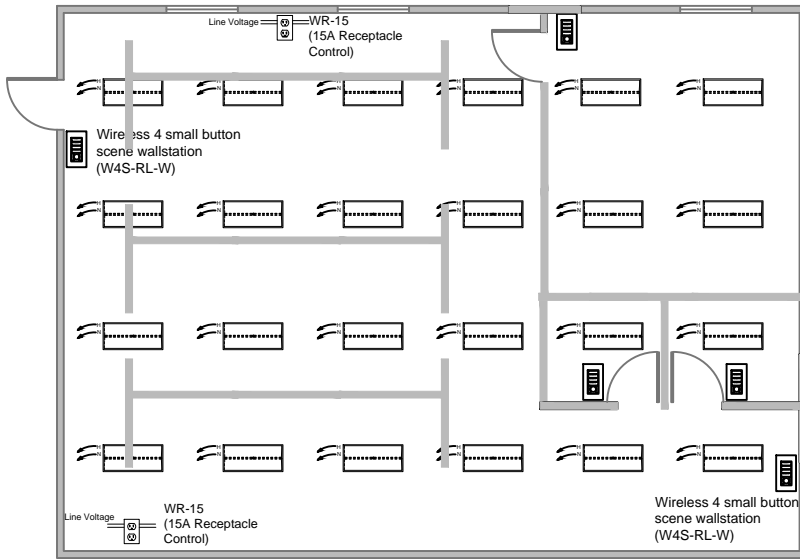 Line Voltage
WR-15
(15A Receptacle
Control)
H H H H H H
N N N N N N
Wireless 4 small button
scene wallstation
(W4S-RL-W)
H H H H H H
N N N N N N
H H H H H H
N N N N N N
H H H H H H
N N N N N N
Line Voltage
WR-15
(15A Receptacle
Control)
Wireless 4 small button
scene wallstation
(W4S-RL-W)